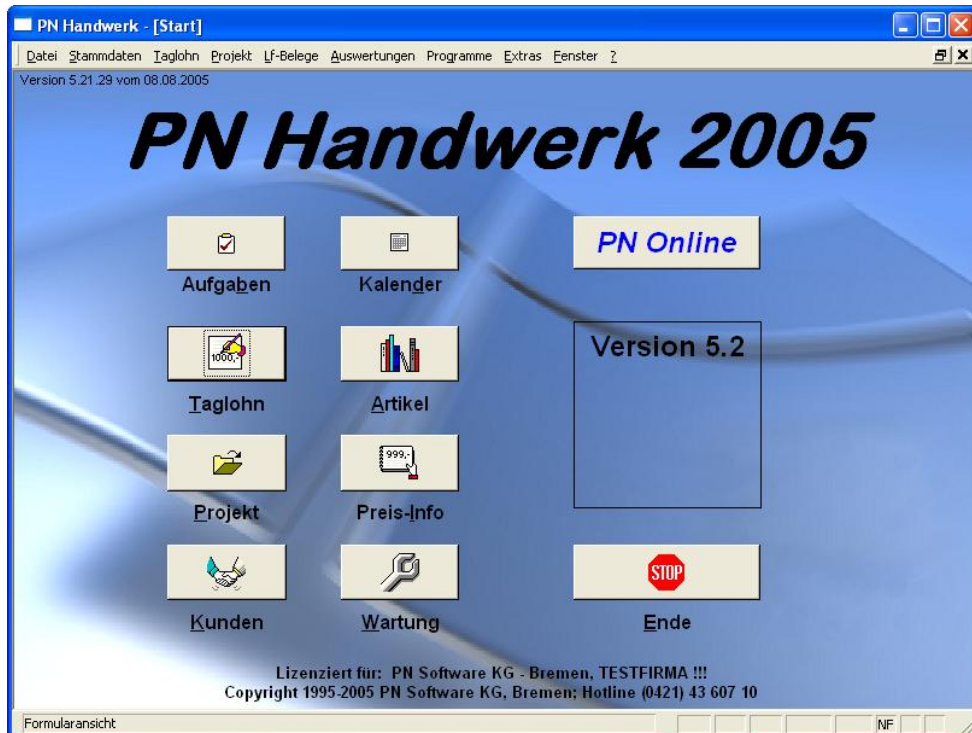 PN Handwerk - [Start]
Datei Stammdaten Taglohn Projekt Lf-Belege Auswertungen Programme Extras Fenster ?
Version 5.21.29 vom 08.08.2005
PN Handwerk 2005
PN Online
Aufgaben Kalender
1000,-
Version 5.2
Taglohn Artikel
999,-
Projekt Preis-Info
STOP
Kunden Wartung Ende
Lizenziert für: PN Software KG - Bremen, TESTFIRMA !!!
Copyright 1995-2005 PN Software KG, Bremen; Hotline (0421) 43 607 10
Formularansicht NF